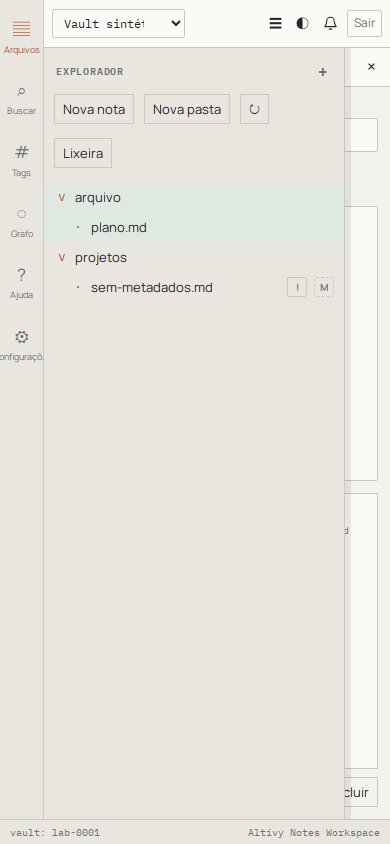 Vault sintét
Sair
Arquivos
Buscar
Tags
Grafo
Ajuda
onfiguraçõ
EXPLORADOR
+
Nova nota
Nova pasta
Lixeira
arquivo
plano.md
projetos
sem-metadados.md
!
M
d
cluir
vault: lab-0001
Altivy Notes Workspace